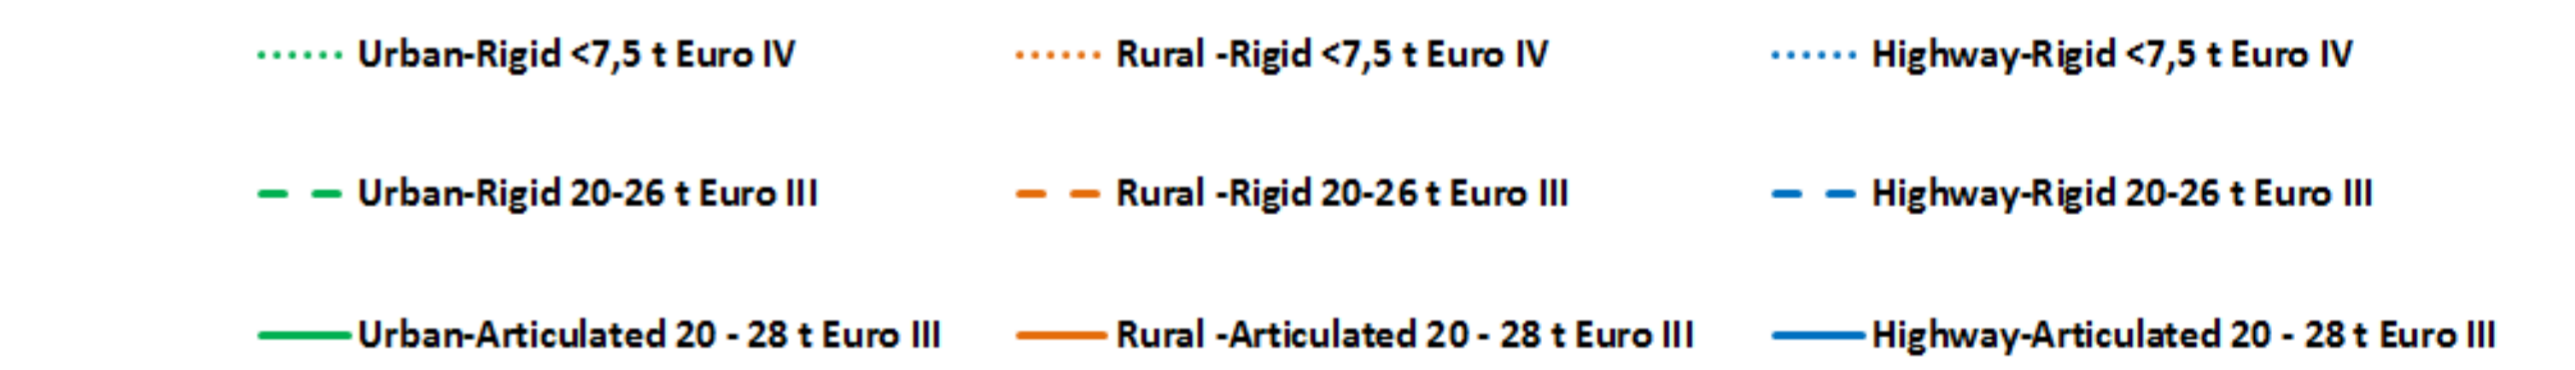 Urban-Rigid <7,5 t Euro IV Rural -Rigid <7,5 t Euro IV Highway-Rigid <7,5 t Euro IV
Urban-Rigid 20-26 t Euro III Rural -Rigid 20-26 t Euro III Highway-Rigid 20-26 t Euro III
Urban-Articulated 20 - 28 t Euro III Rural -Articulated 20 - 28 t Euro III Highway-Articulated 20 - 28 t Euro III